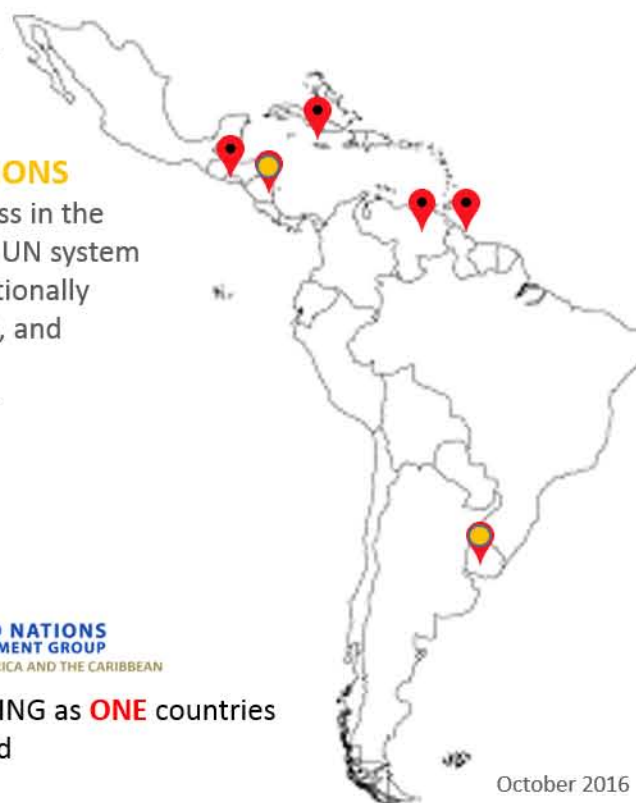 ONS
ss in the
UN system
tionally
, and
NATIONS
MENT GROUP
RICA AND THE CARIBBEAN
ING as ONE countries
d
October 2016